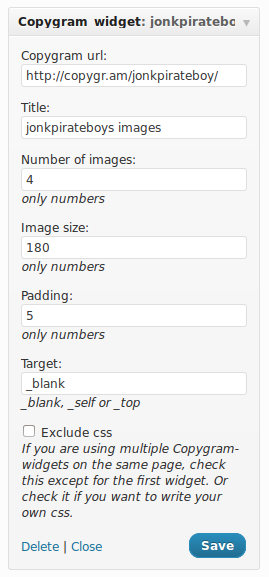 Copygram widget: jonkpiratebo
Copygram url:
http://copygr.am/jonkpirateboy/
Title:
jonkpirateboys images
Number of images:
4
only numbers
Image size:
180
only numbers
Padding:
5
only numbers
Target:
_blank
_blank, _self or _top
Exclude css
If you are using multiple Copygram-
widgets on the same page, check
this except for the first widget. Or
check it if you want to write your
own css.
Delete | Close Save